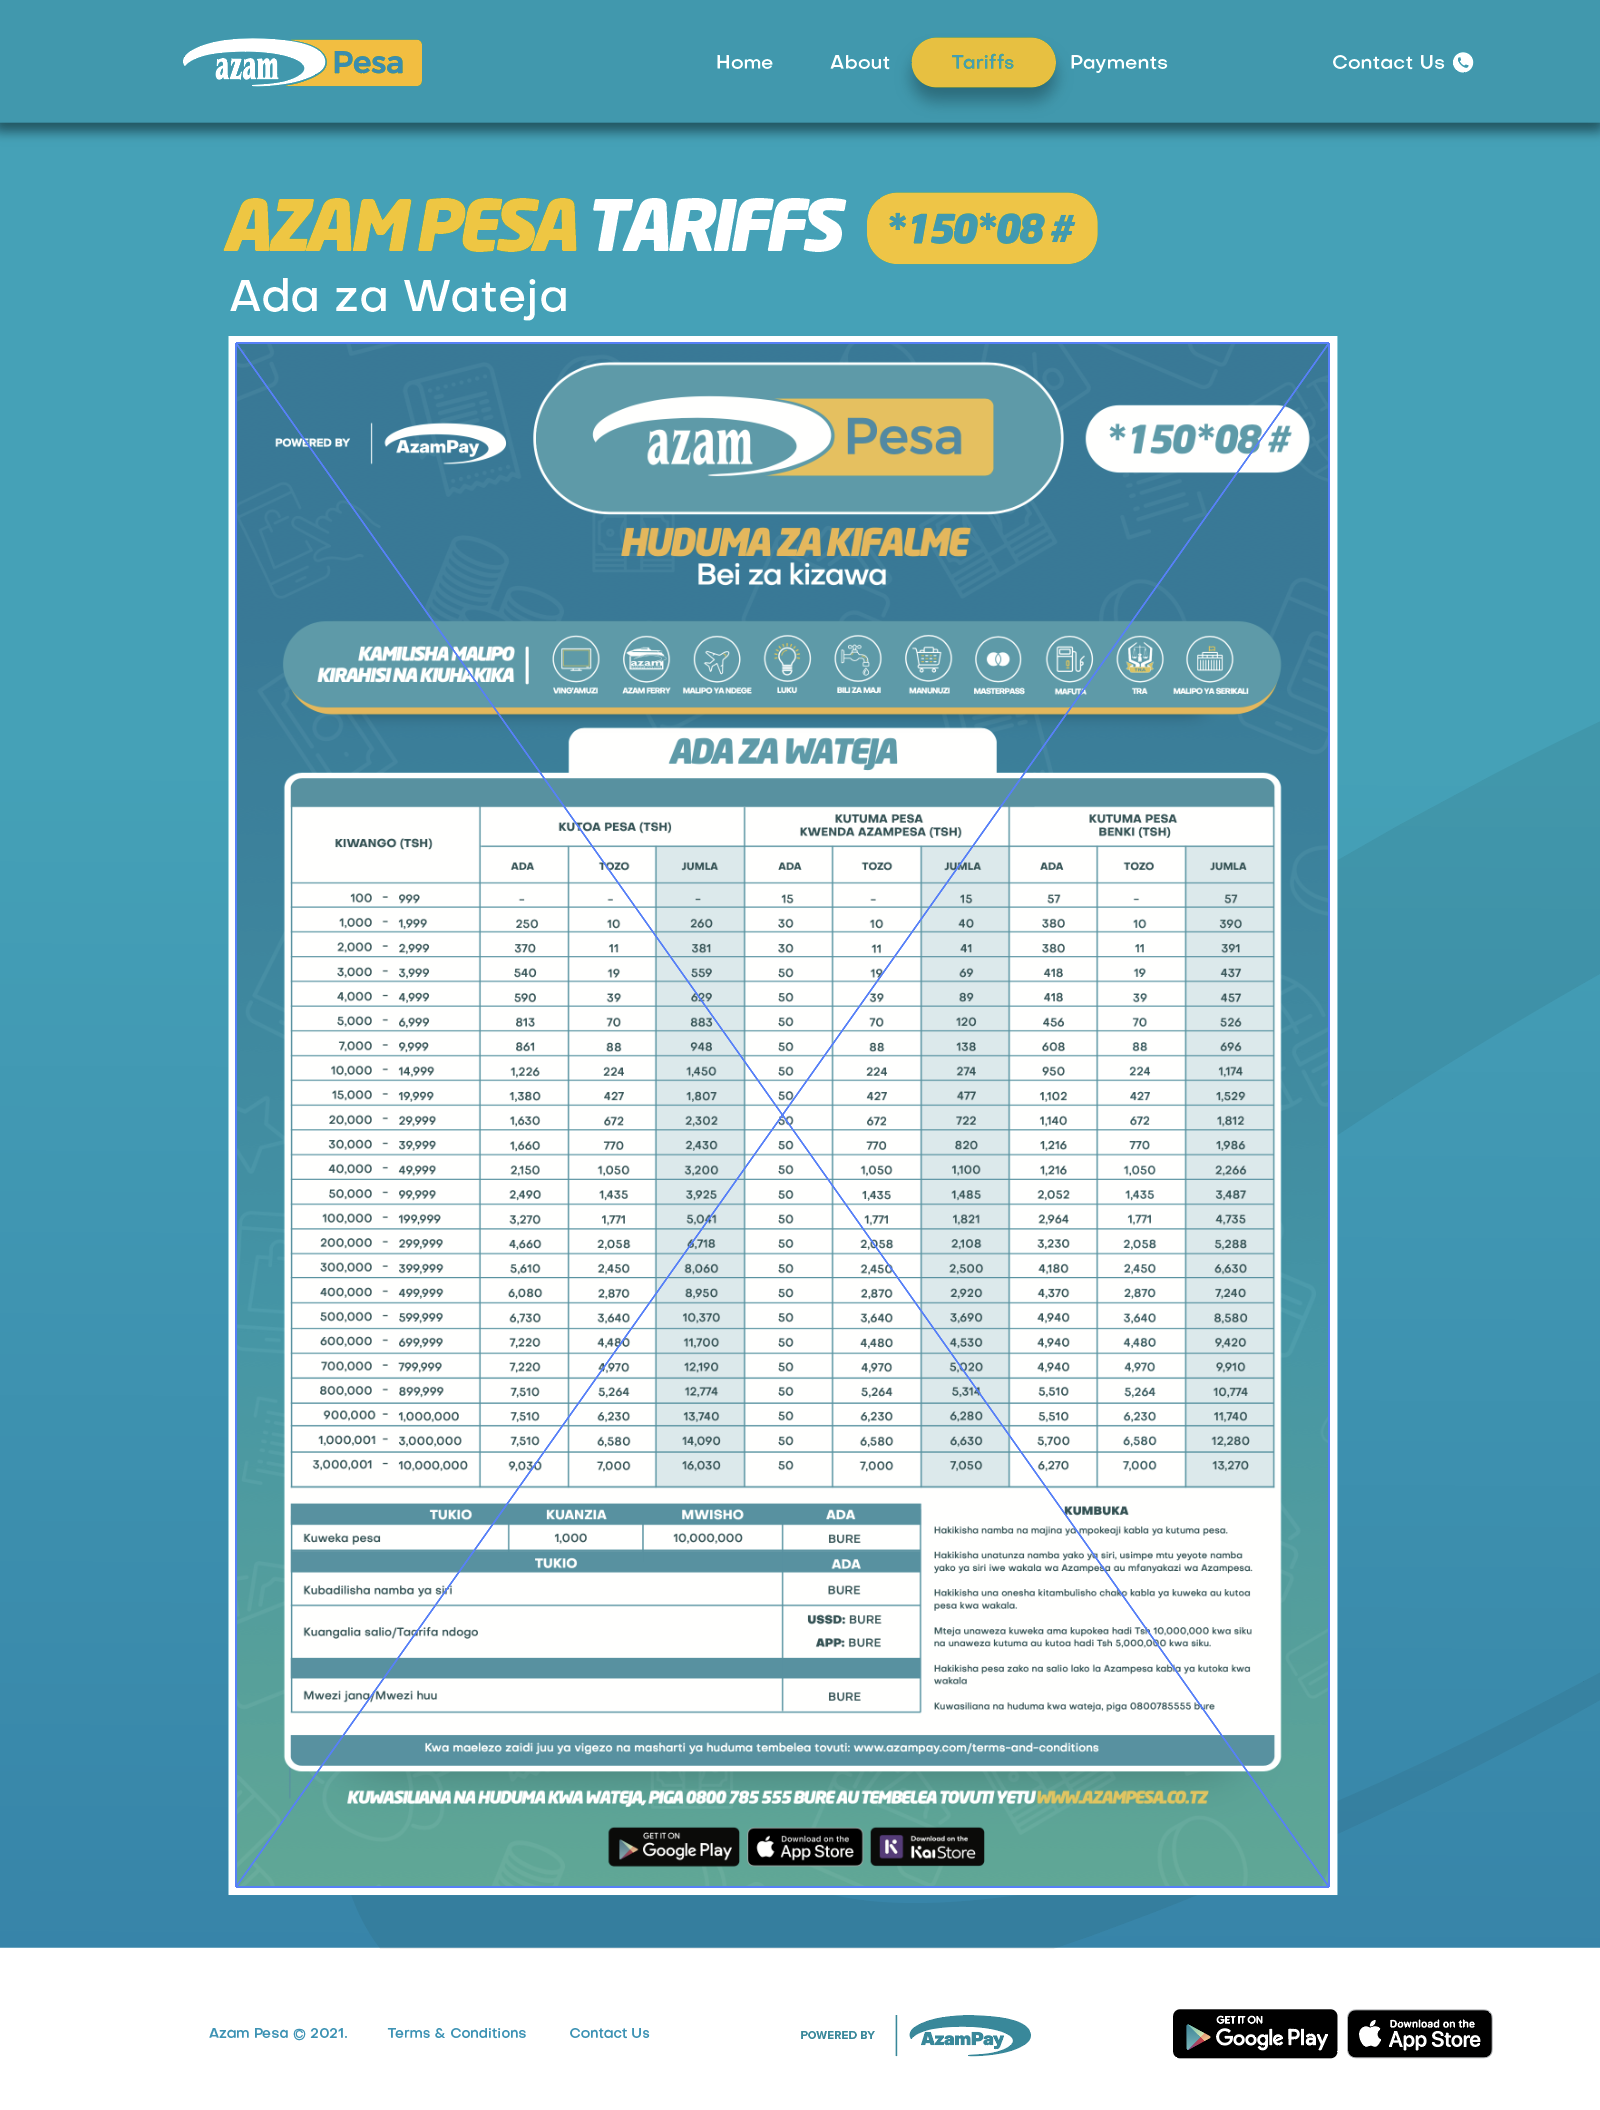 azam Pesa
Home About Tariffs Payments Contact Us
AZAM PESA TARIFFS *150*08 #
Ada za Wateja
POWERED BY AzamPay azam Pesa *150*08 #
HUDUMA ZA KIFALME
Bei za kizawa
KAMILISHA MALIPO
KIRAHISI NA KIUHAKIKA
azam
VING'AMUZI AZAM FERRY MALIPO YA NDEGE LUKU BILI ZA MAJI MANUNUZI MASTERPASS MAFUTA TRA MALIPO YA SERIKALI
ADA ZA WATEJA
KIWANGO (TSH) KUTOA PESA (TSH) KUTUMA PESA KWENDA AZAMPESA (TSH) KUTUMA PESA BENKI (TSH)
ADA TOZO JUMLA ADA TOZO JUMLA ADA TOZO JUMLA
100 - 999 - - - 15 - 15 57 - 57
1,000 - 1,999 250 10 260 30 10 40 380 10 390
2,000 - 2,999 370 11 381 30 11 41 380 11 391
3,000 - 3,999 540 19 559 50 19 69 418 19 437
4,000 - 4,999 590 39 629 50 39 89 418 39 457
5,000 - 6,999 813 70 883 50 70 120 456 70 526
7,000 - 9,999 861 88 948 50 88 138 608 88 696
10,000 - 14,999 1,226 224 1,450 50 224 274 950 224 1,174
15,000 - 19,999 1,380 427 1,807 50 427 477 1,102 427 1,529
20,000 - 29,999 1,630 672 2,302 50 672 722 1,140 672 1,812
30,000 - 39,999 1,660 770 2,430 50 770 820 1,216 770 1,986
40,000 - 49,999 2,150 1,050 3,200 50 1,050 1,100 1,216 1,050 2,266
50,000 - 99,999 2,490 1,435 3,925 50 1,435 1,485 2,052 1,435 3,487
100,000 - 199,999 3,270 1,771 5,041 50 1,771 1,821 2,964 1,771 4,735
200,000 - 299,999 4,660 2,058 6,718 50 2,058 2,108 3,230 2,058 5,288
300,000 - 399,999 5,610 2,450 8,060 50 2,450 2,500 4,180 2,450 6,630
400,000 - 499,999 6,080 2,870 8,950 50 2,870 2,920 4,370 2,870 7,240
500,000 - 599,999 6,730 3,640 10,370 50 3,640 3,690 4,940 3,640 8,580
600,000 - 699,999 7,220 4,480 11,700 50 4,480 4,530 4,940 4,480 9,420
700,000 - 799,999 7,220 4,970 12,190 50 4,970 5,020 4,940 4,970 9,910
800,000 - 899,999 7,510 5,264 12,774 50 5,264 5,314 5,510 5,264 10,774
900,000 - 1,000,000 7,510 6,230 13,740 50 6,230 6,280 5,510 6,230 11,740
1,000,001 - 3,000,000 7,510 6,580 14,090 50 6,580 6,630 5,700 6,580 12,280
3,000,001 - 10,000,000 9,030 7,000 16,030 50 7,000 7,050 6,270 7,000 13,270
TUKIO KUANZIA MWISHO ADA
Kuweka pesa 1,000 10,000,000 BURE
TUKIO ADA
Kubadilisha namba ya siri BURE
Kuangalia salio/Taarifa ndogo USSD: BURE
APP: BURE
Mwezi jana/Mwezi huu BURE
KUMBUKA
Hakikisha namba na majina ya mpokeaji kabla ya kutuma pesa.
Hakikisha unatunza namba yako ya siri, usimpe mtu yeyote namba
yako ya siri iwe wakala wa Azampesa au mfanyakazi wa Azampesa.
Hakikisha una onesha kitambulisho chako kabla ya kuweka au kutoa
pesa kwa wakala.
Mteja unaweza kuweka ama kupokea hadi Tsh 10,000,000 kwa siku
na unaweza kutuma au kutoa hadi Tsh 5,000,000 kwa siku.
Hakikisha pesa zako na salio lako la Azampesa kabla ya kutoka kwa
wakala
Kuwasiliana na huduma kwa wateja, piga 0800785555 bure
Kwa maelezo zaidi juu ya vigezo na masharti ya huduma tembelea tovuti: www.azampay.com/terms-and-conditions
KUWASILIANA NA HUDUMA KWA WATEJA, PIGA 0800 785 555 BURE AU TEMBELEA TOVUTI YETU WWW.AZAMPESA.CO.TZ
GET IT ON Google Play Download on the App Store Download on the KaiStore
Azam Pesa © 2021. Terms & Conditions Contact Us POWERED BY AzamPay GET IT ON Google Play Download on the App Store